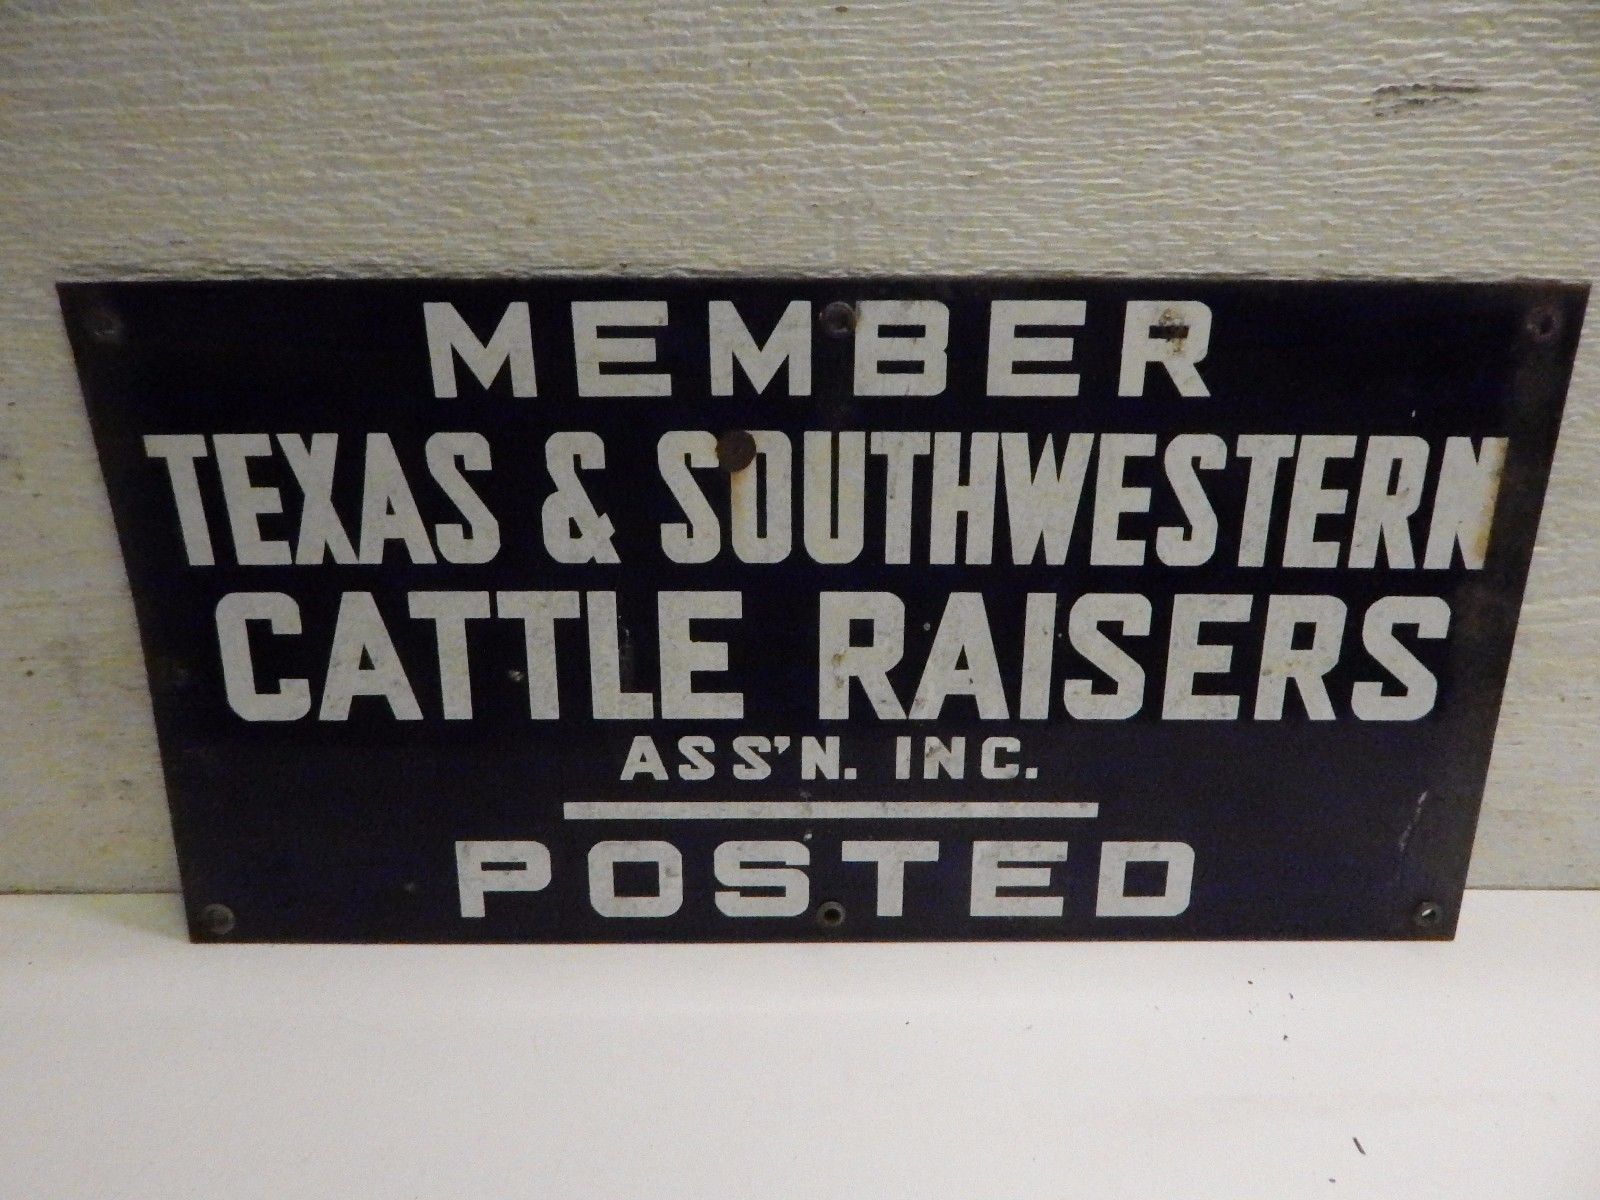 MEMBER
TEXAS & SOUTHWESTERN
CATTLE RAISERS
ASS'N. INC.
POSTED